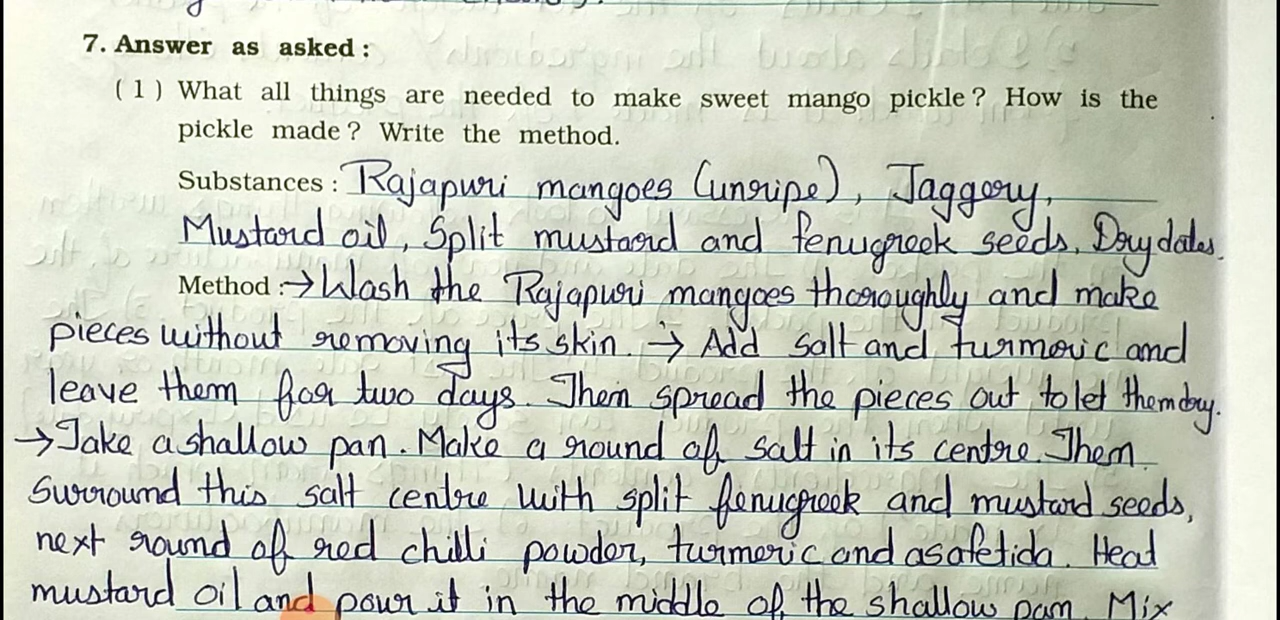 7. Answer as asked :
( 1 ) What all things are needed to make sweet mango pickle? How is the
pickle made? Write the method.
Substances : Rajapuri mangoes (unripe), Jaggery,
Mustard oil, Split mustard and fenugreek seeds, Dry dates.
Method :→ Wash the Rajapuri mangoes thoroughly and make
pieces without removing its skin. → Add salt and turmeric and
leave them for two days. Then spread the pieces out to let them dry.
→ Take a shallow pan. Make a round of salt in its centre. Then
Surround this salt centre with split fenugreek and mustard seeds,
next round of red chilli powder, turmeric and asafetida. Heat
mustard oil and pour it in the middle of the shallow pan. Mix